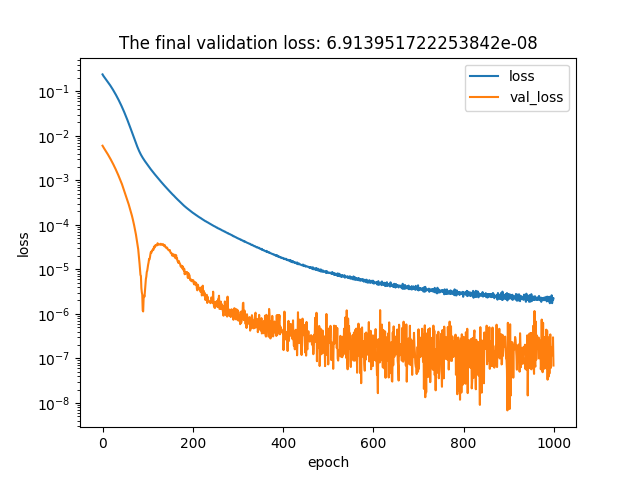 The final validation loss: 6.913951722253842e-08
loss
val_loss
10⁻¹
10⁻²
10⁻³
10⁻⁴
10⁻⁵
10⁻⁶
10⁻⁷
10⁻⁸
loss
0 200 400 600 800 1000
epoch